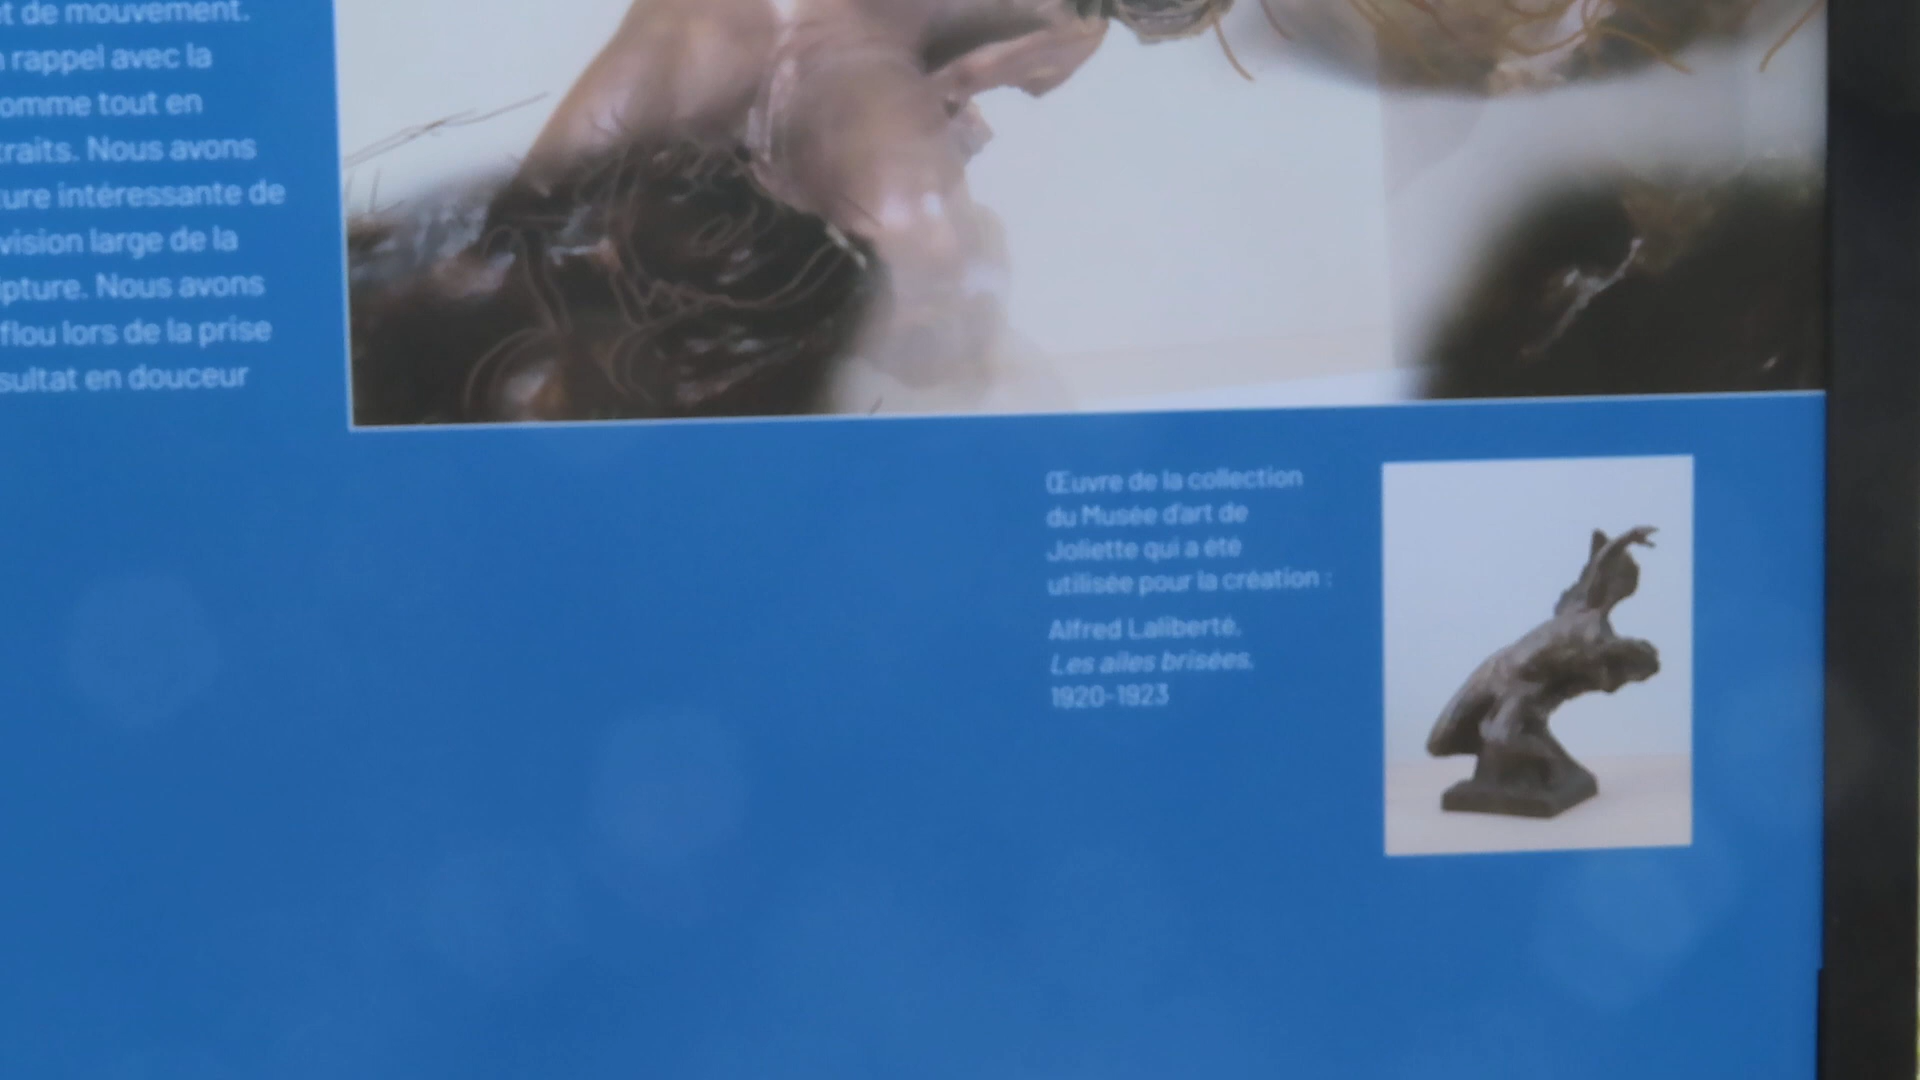 t de mouvement.
rappel avec la
omme tout en
traits. Nous avons
ture intéressante de
vision large de la
pture. Nous avons
flou lors de la prise
sultat en douceur
Œuvre de la collection
du Musée d'art de
Joliette qui a été
utilisée pour la création :
Alfred Laliberté,
Les ailes brisées,
1920-1923